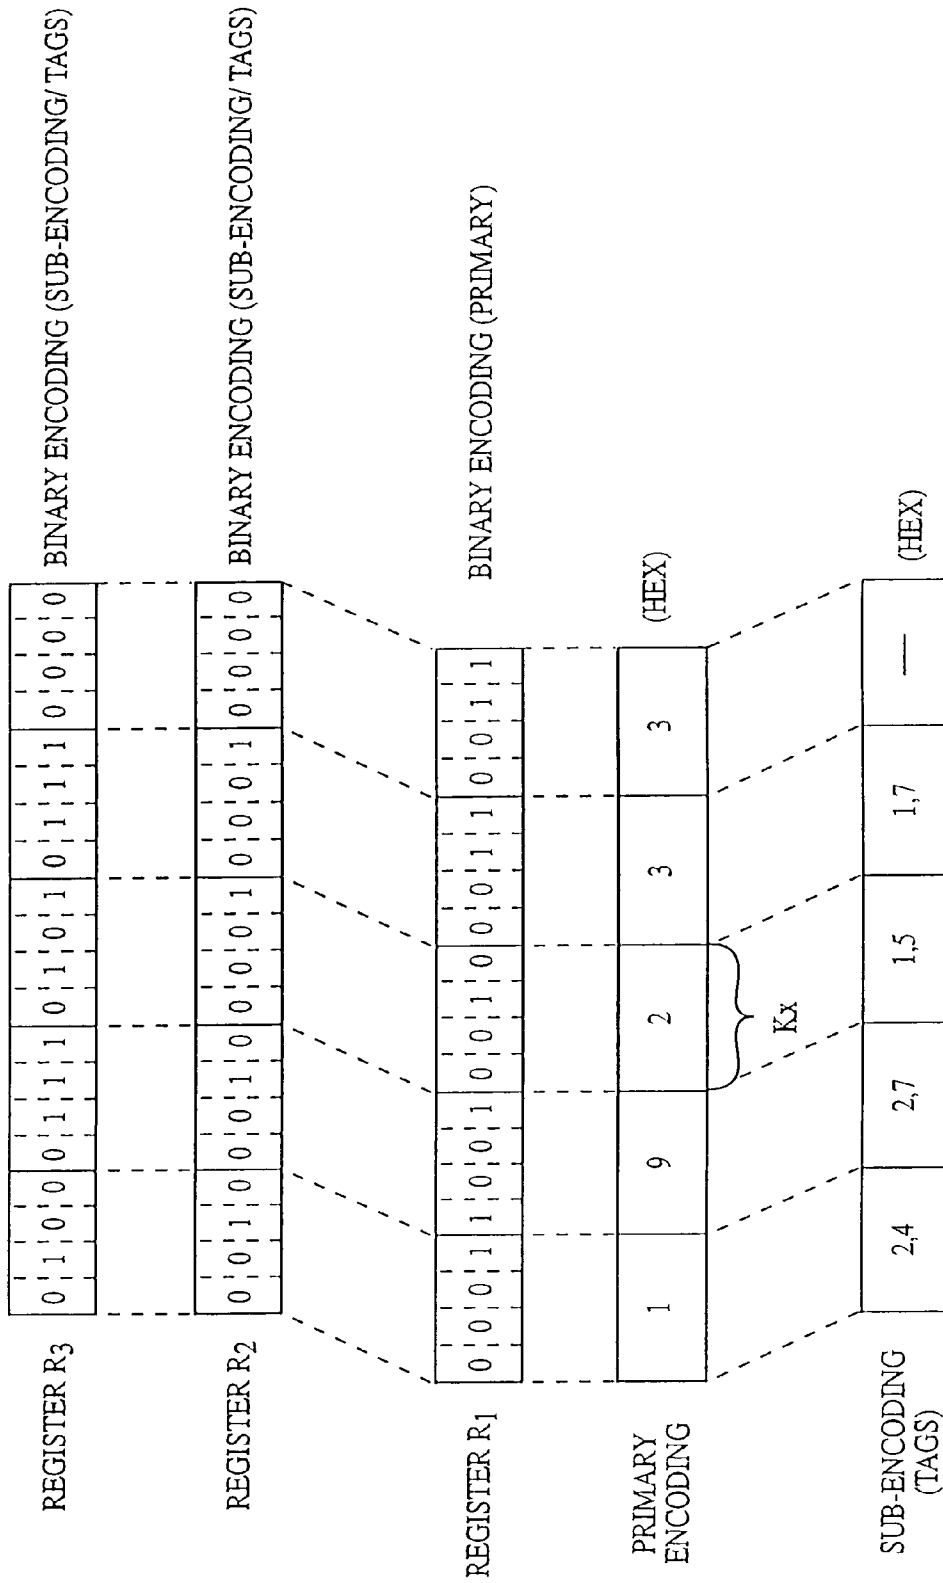 REGISTER R3 0 1 0 0 0 1 1 1 0 1 0 1 0 1 1 1 0 0 0 0 BINARY ENCODING (SUB-ENCODING/TAGS)
REGISTER R2 0 0 1 0 0 0 1 0 0 0 0 1 0 0 0 1 0 0 0 0 BINARY ENCODING (SUB-ENCODING/TAGS)
REGISTER R1 0 0 0 1 1 0 0 1 0 0 1 0 0 0 1 1 0 0 1 1 BINARY ENCODING (PRIMARY)
PRIMARY
ENCODING
1 9 2 3 3 (HEX)
Kx
SUB-ENCODING
(TAGS)
2,4 2,7 1,5 1,7 — (HEX)